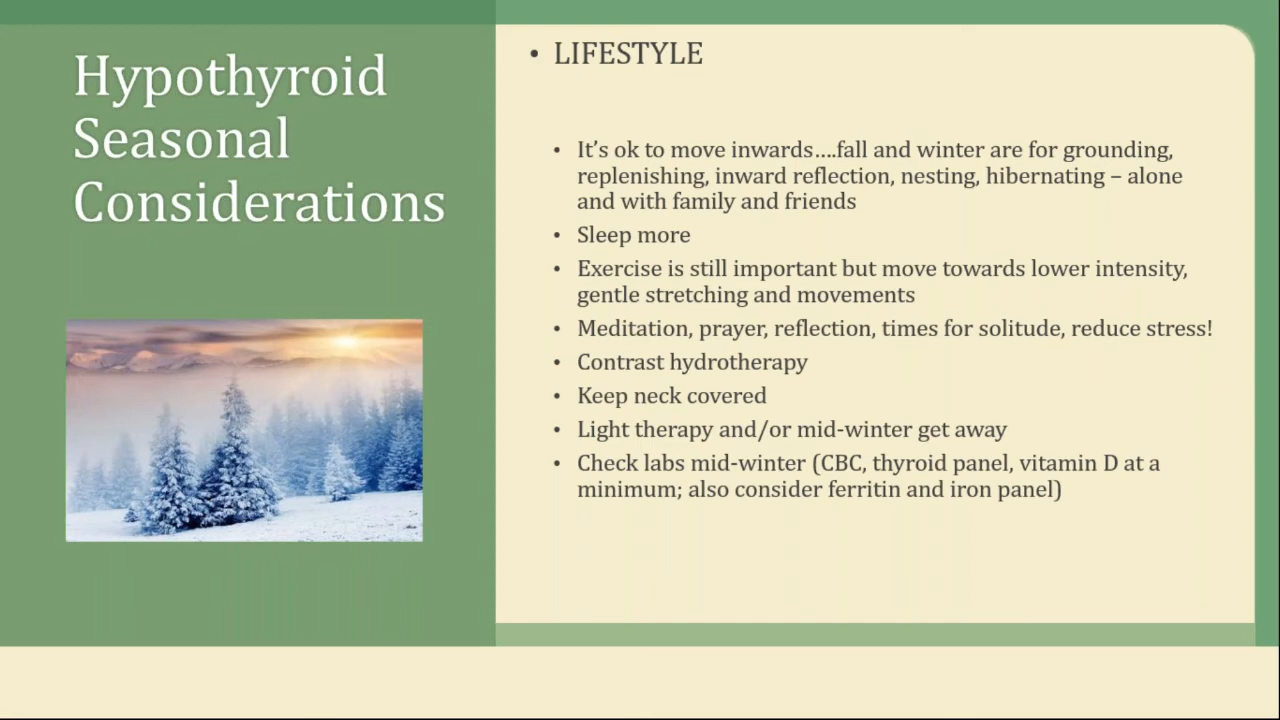 Hypothyroid
Seasonal
Considerations
• LIFESTYLE
• It’s ok to move inwards….fall and winter are for grounding,
replenishing, inward reflection, nesting, hibernating – alone
and with family and friends
• Sleep more
• Exercise is still important but move towards lower intensity,
gentle stretching and movements
• Meditation, prayer, reflection, times for solitude, reduce stress!
• Contrast hydrotherapy
• Keep neck covered
• Light therapy and/or mid-winter get away
• Check labs mid-winter (CBC, thyroid panel, vitamin D at a
minimum; also consider ferritin and iron panel)